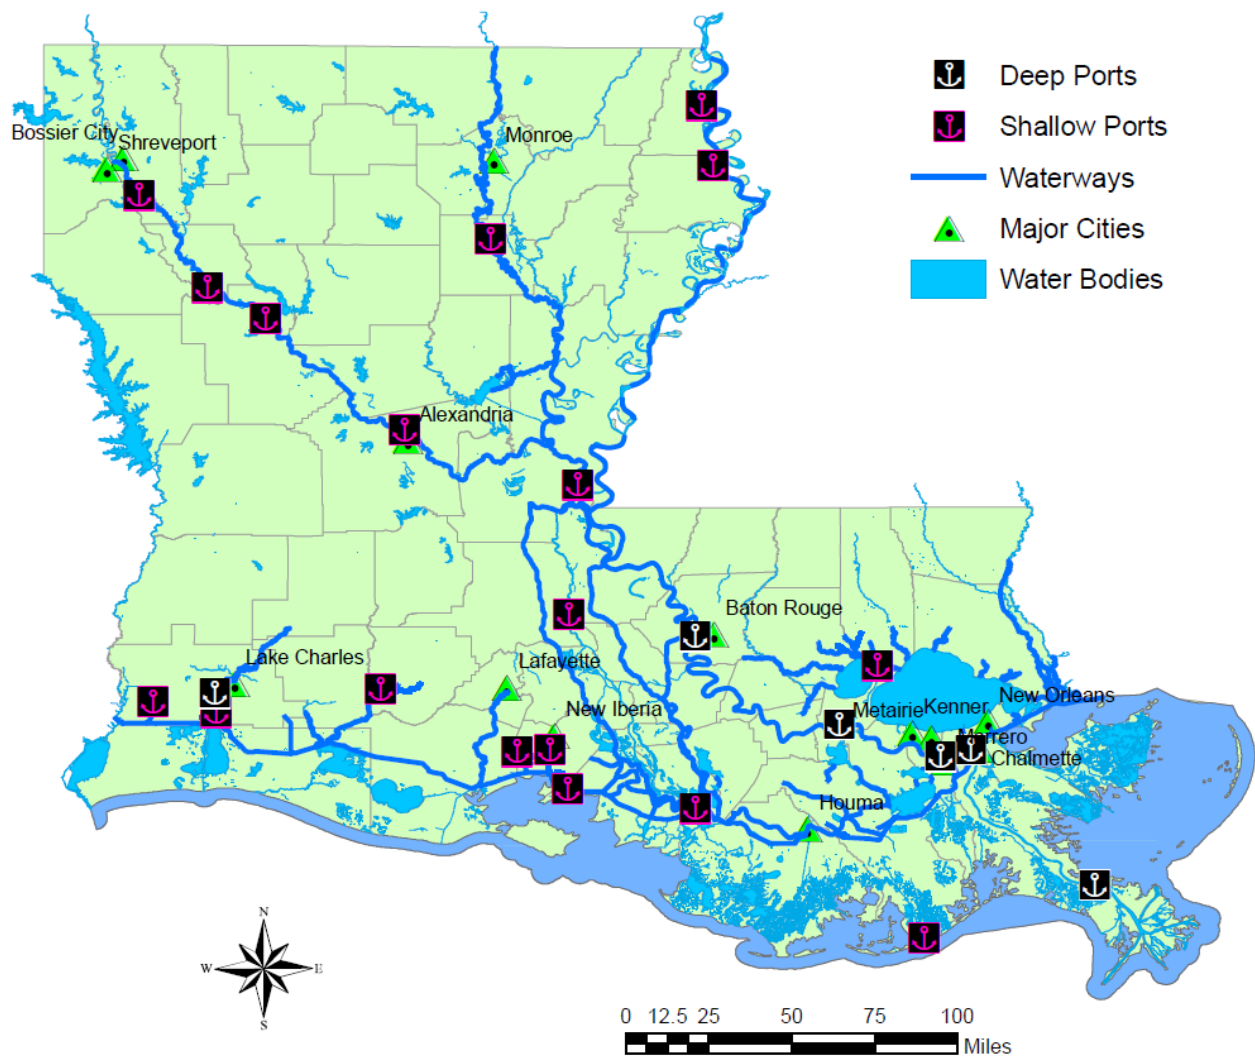 Deep Ports
Shallow Ports
Waterways
Major Cities
Water Bodies
Bossier City
Shreveport
Monroe
Alexandria
Baton Rouge
Lake Charles
Lafayette
New Iberia
New Orleans
Metairie
Kenner
Marrero
Chalmette
Houma
N
W
E
S
0 12.5 25 50 75 100
Miles